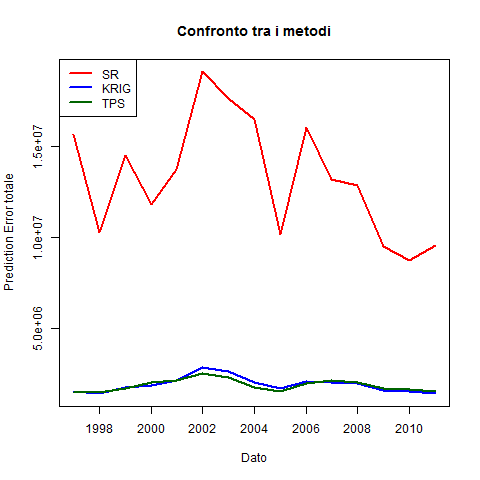 Confronto tra i metodi
SR
KRIG
TPS
Prediction Error totale
1.5e+07
1.0e+07
5.0e+06
1998 2000 2002 2004 2006 2008 2010
Dato